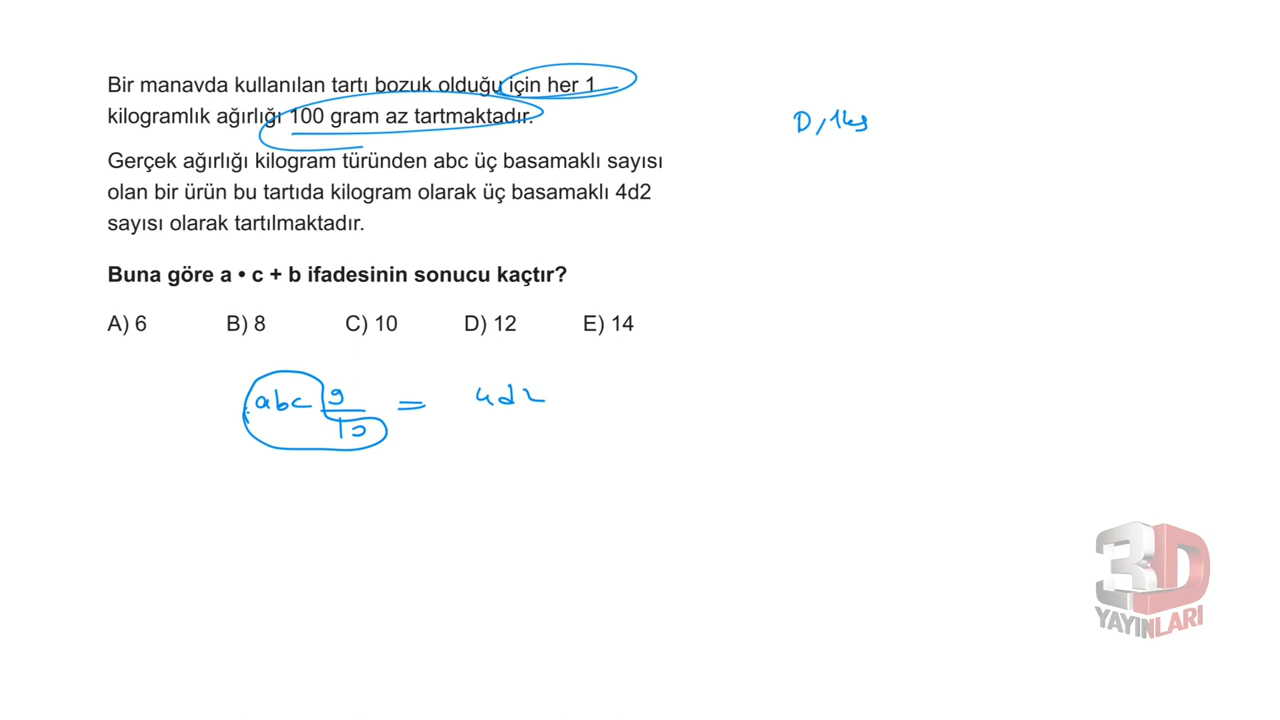 Bir manavda kullanılan tartı bozuk olduğu için her 1
kilogramlık ağırlığı 100 gram az tartmaktadır.
0,1kg
Gerçek ağırlığı kilogram türünden abc üç basamaklı sayısı
olan bir ürün bu tartıda kilogram olarak üç basamaklı 4d2
sayısı olarak tartılmaktadır.
Buna göre a • c + b ifadesinin sonucu kaçtır?
A) 6 B) 8 C) 10 D) 12 E) 14
abc 9/10 = 4d2
3D
YAYINLARI